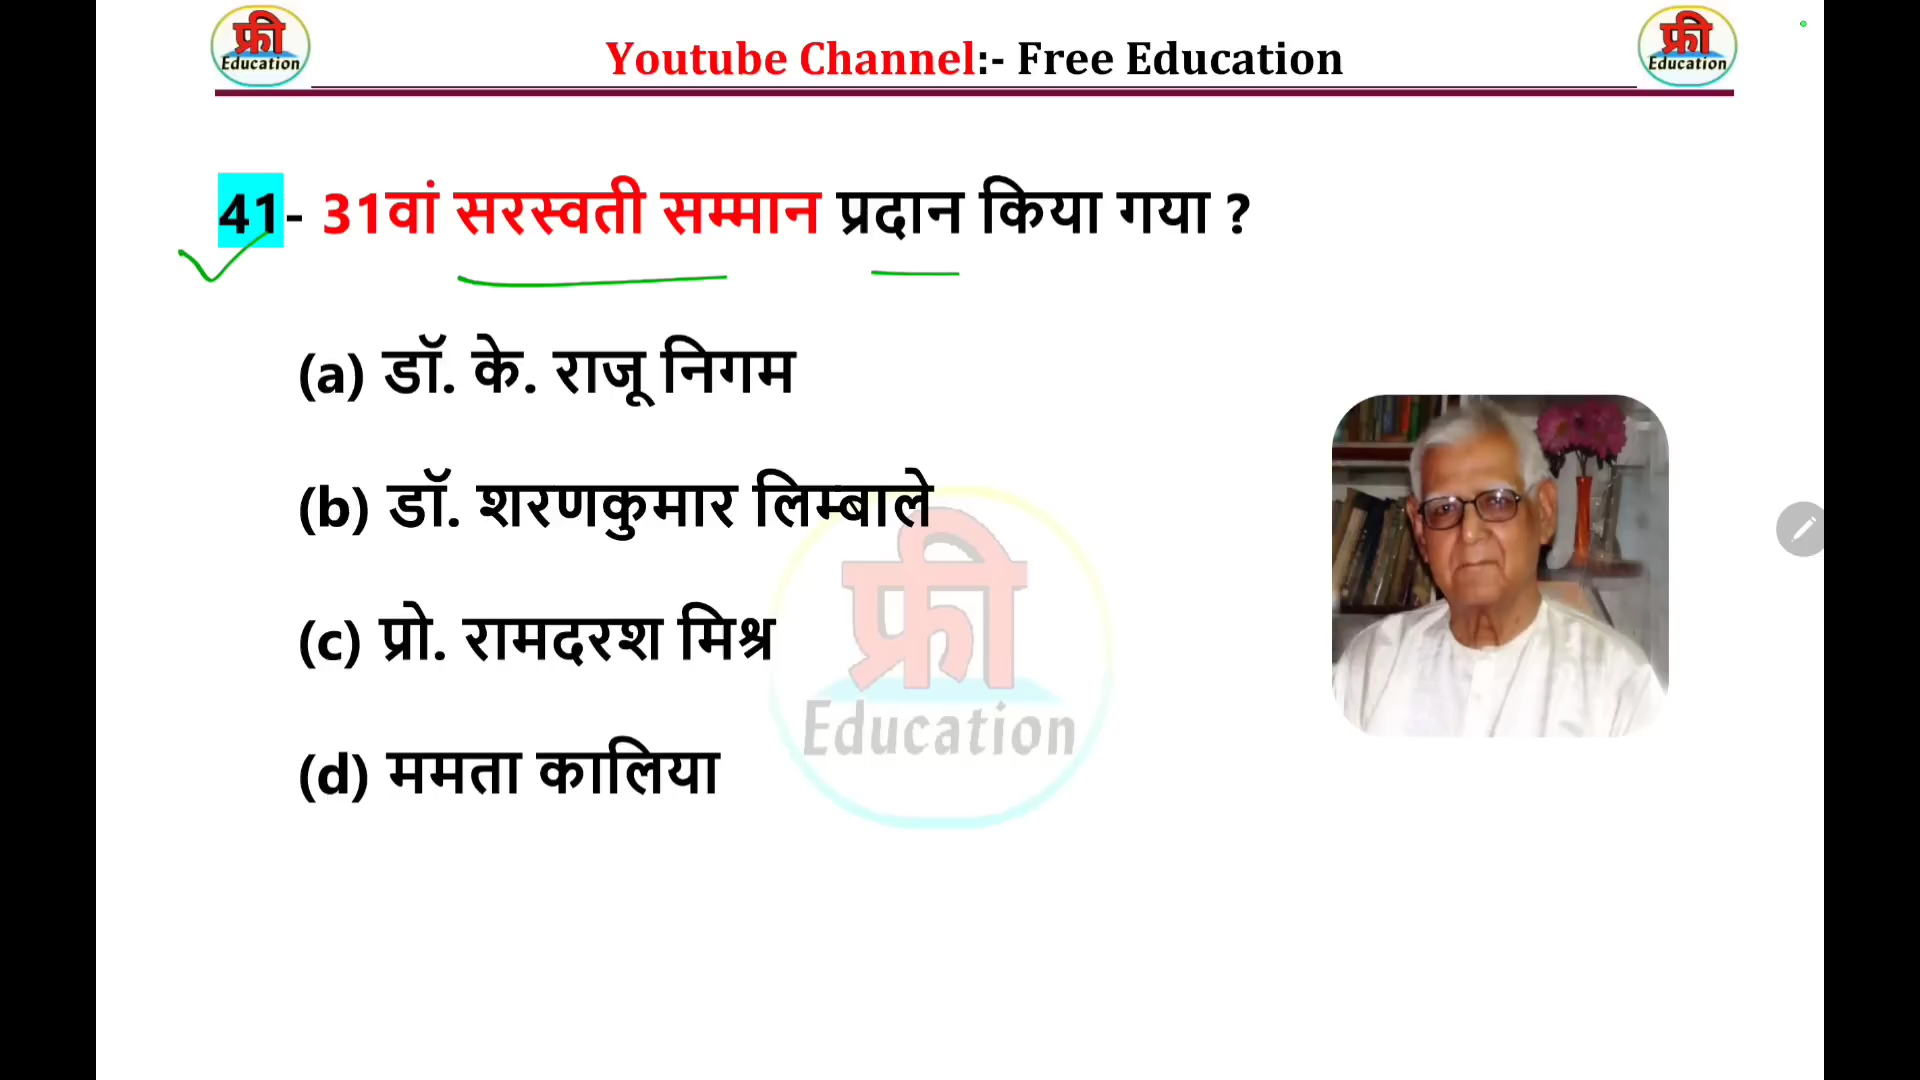 फ्री
Education
Youtube Channel:- Free Education
फ्री
Education
41- 31वां सरस्वती सम्मान प्रदान किया गया ?
(a) डॉ. के. राजू निगम
(b) डॉ. शरणकुमार लिम्बाले
(c) प्रो. रामदरश मिश्र
(d) ममता कालिया
फ्री
Education